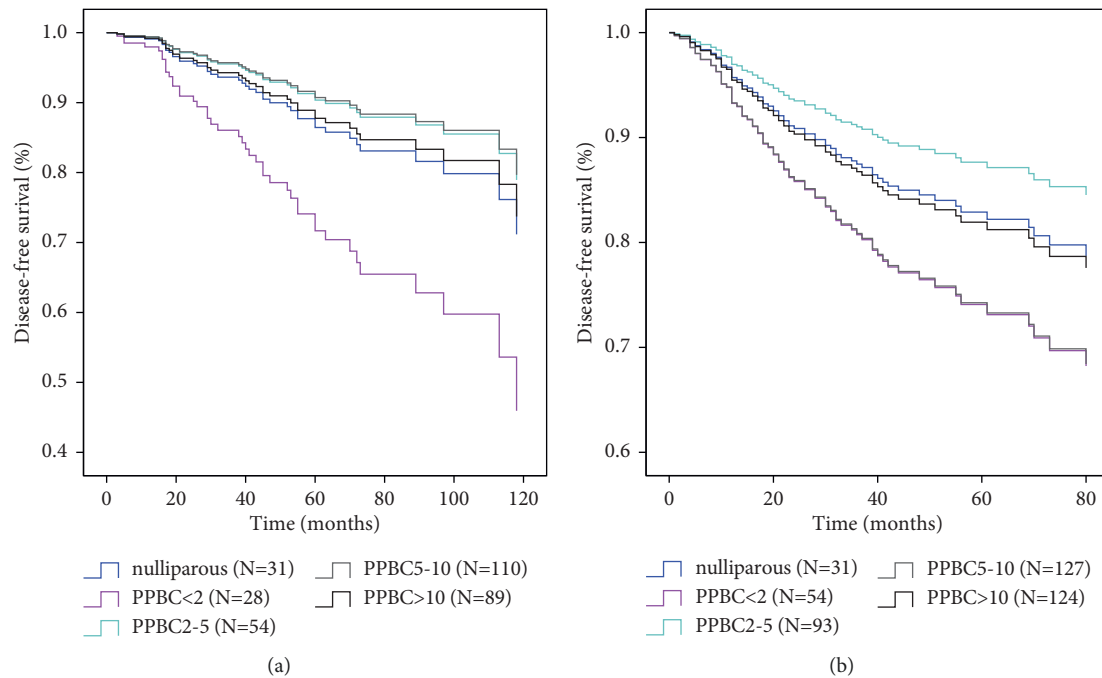 1.0
0.9
0.8
0.7
0.6
0.5
0.4
Disease-free surival (%)
0 20 40 60 80 100 120
Time (months)
nulliparous (N=31)
PPBC<2 (N=28)
PPBC2-5 (N=54)
PPBC5-10 (N=110)
PPBC>10 (N=89)
(a)
1.0
0.9
0.8
0.7
0.6
Disease-free surival (%)
0 20 40 60 80
Time (months)
nulliparous (N=31)
PPBC<2 (N=54)
PPBC2-5 (N=93)
PPBC5-10 (N=127)
PPBC>10 (N=124)
(b)